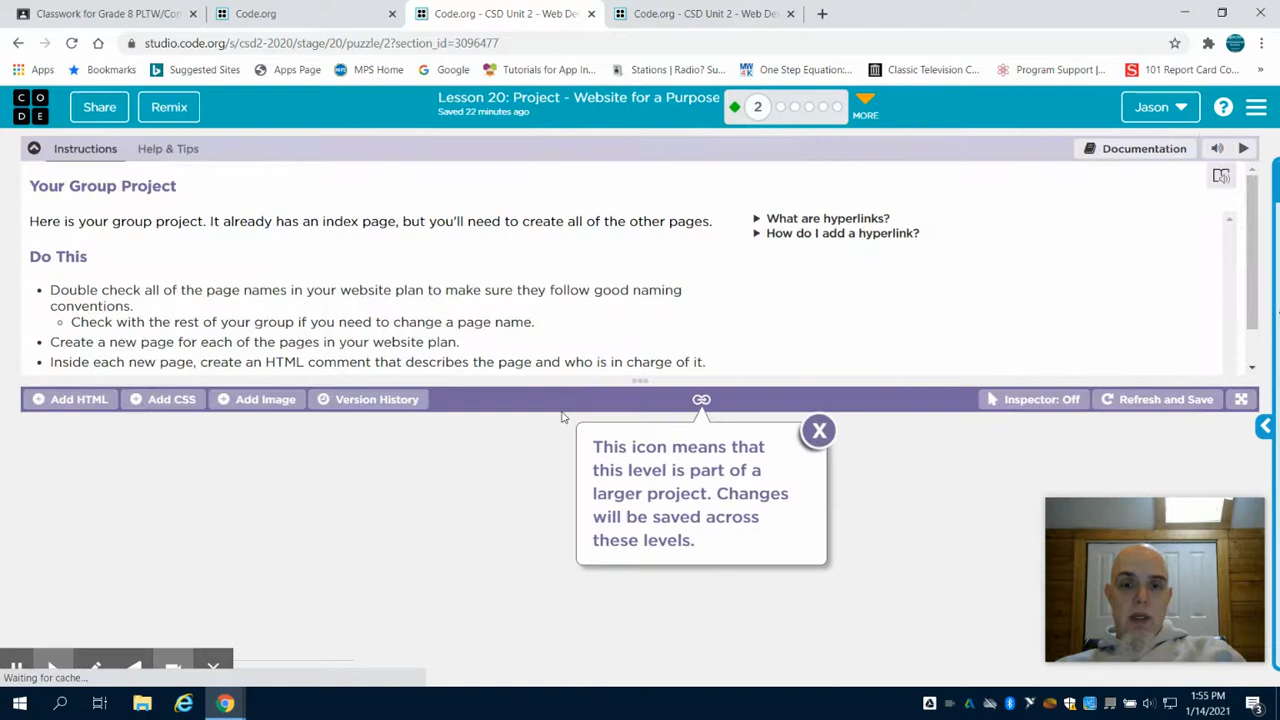 Classwork for Grade 8 PLTW/Con
Code.org
Code.org - CSD Unit 2 - Web De
Code.org - CSD Unit 2 - Web De
studio.code.org/s/csd2-2020/stage/20/puzzle/2?section_id=3096477
Apps
Bookmarks
Suggested Sites
Apps Page
MPS Home
Google
Tutorials for App In...
Stations | Radio? Su...
One Step Equation:...
Classic Television C...
Program Support |...
101 Report Card Co...
C O
D E
Share
Remix
Lesson 20: Project - Website for a Purpose
Saved 22 minutes ago
2
MORE
Jason
Instructions
Help & Tips
Documentation
Your Group Project
Here is your group project. It already has an index page, but you'll need to create all of the other pages.
What are hyperlinks?
How do I add a hyperlink?
Do This
Double check all of the page names in your website plan to make sure they follow good naming
conventions.
Check with the rest of your group if you need to change a page name.
Create a new page for each of the pages in your website plan.
Inside each new page, create an HTML comment that describes the page and who is in charge of it.
Add HTML
Add CSS
Add Image
Version History
Inspector: Off
Refresh and Save
This icon means that
this level is part of a
larger project. Changes
will be saved across
these levels.
X
Waiting for cache...
1:55 PM
1/14/2021
3